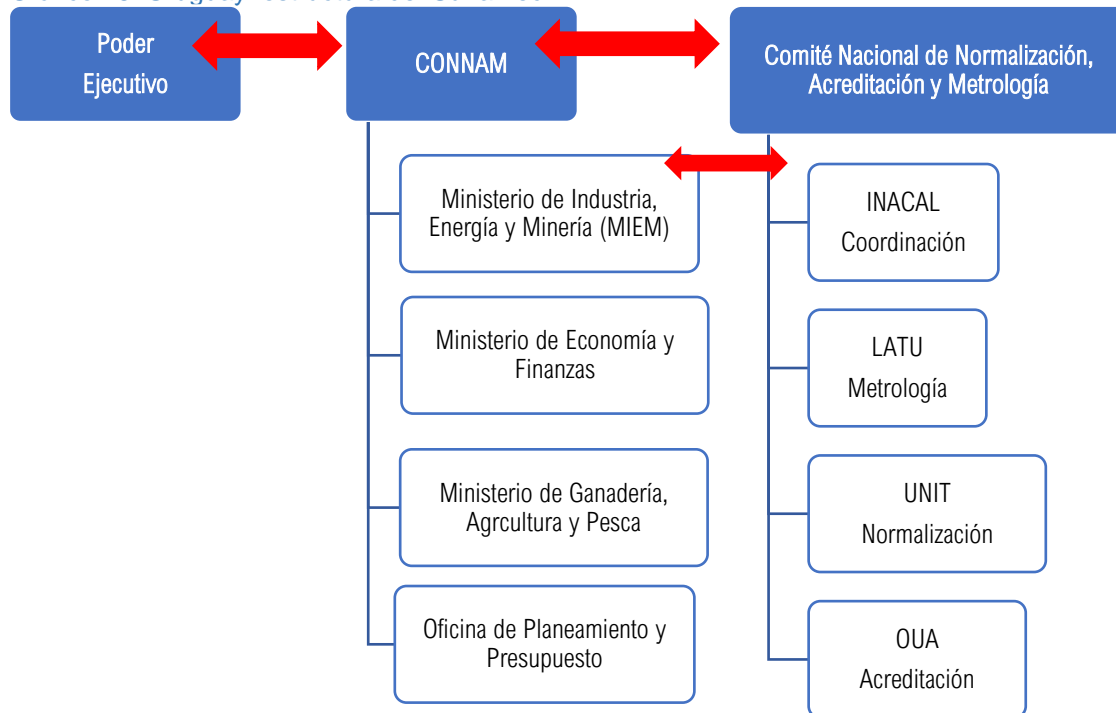 Poder
Ejecutivo
CONNAM
Comité Nacional de Normalización,
Acreditación y Metrología
Ministerio de Industria,
Energía y Minería (MIEM)
Ministerio de Economía y
Finanzas
Ministerio de Ganadería,
Agrcultura y Pesca
Oficina de Planeamiento y
Presupuesto
INACAL
Coordinación
LATU
Metrología
UNIT
Normalización
OUA
Acreditación